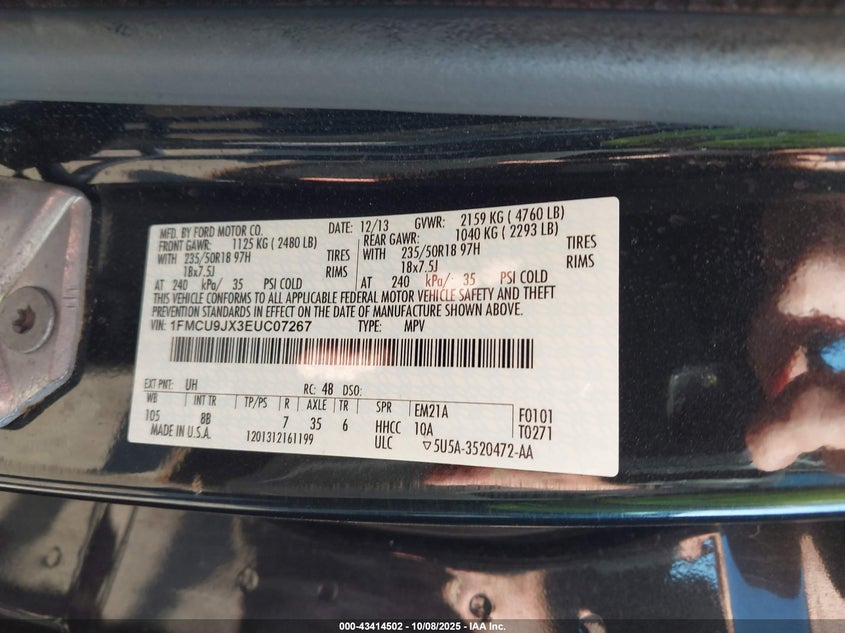 MFD. BY FORD MOTOR CO. DATE: 12/13 GVWR: 2159 KG ( 4760 LB)
FRONT GAWR: 1125 KG ( 2480 LB) REAR GAWR: 1040 KG ( 2293 LB)
WITH 235/50R18 97H TIRES WITH 235/50R18 97H TIRES
18x7.5J RIMS 18x7.5J RIMS
AT 240 kPa/ 35 PSI COLD AT 240 kPa/ 35 PSI COLD
THIS VEHICLE CONFORMS TO ALL APPLICABLE FEDERAL MOTOR VEHICLE SAFETY AND THEFT
PREVENTION STANDARDS IN EFFECT ON THE DATE OF MANUFACTURE SHOWN ABOVE.
VIN: 1FMCU9JX3EUC07267 TYPE: MPV
EXT PNT: UH RC: 48 DSO:
WB INT TR TP/PS R AXLE TR SPR EM21A F0101
105 8B 7 35 6 HHCC 10A T0271
MADE IN U.S.A. 1201312161199 ULC ▽5U5A-3520472-AA
000-43414502 - 10/08/2025 - IAA Inc.